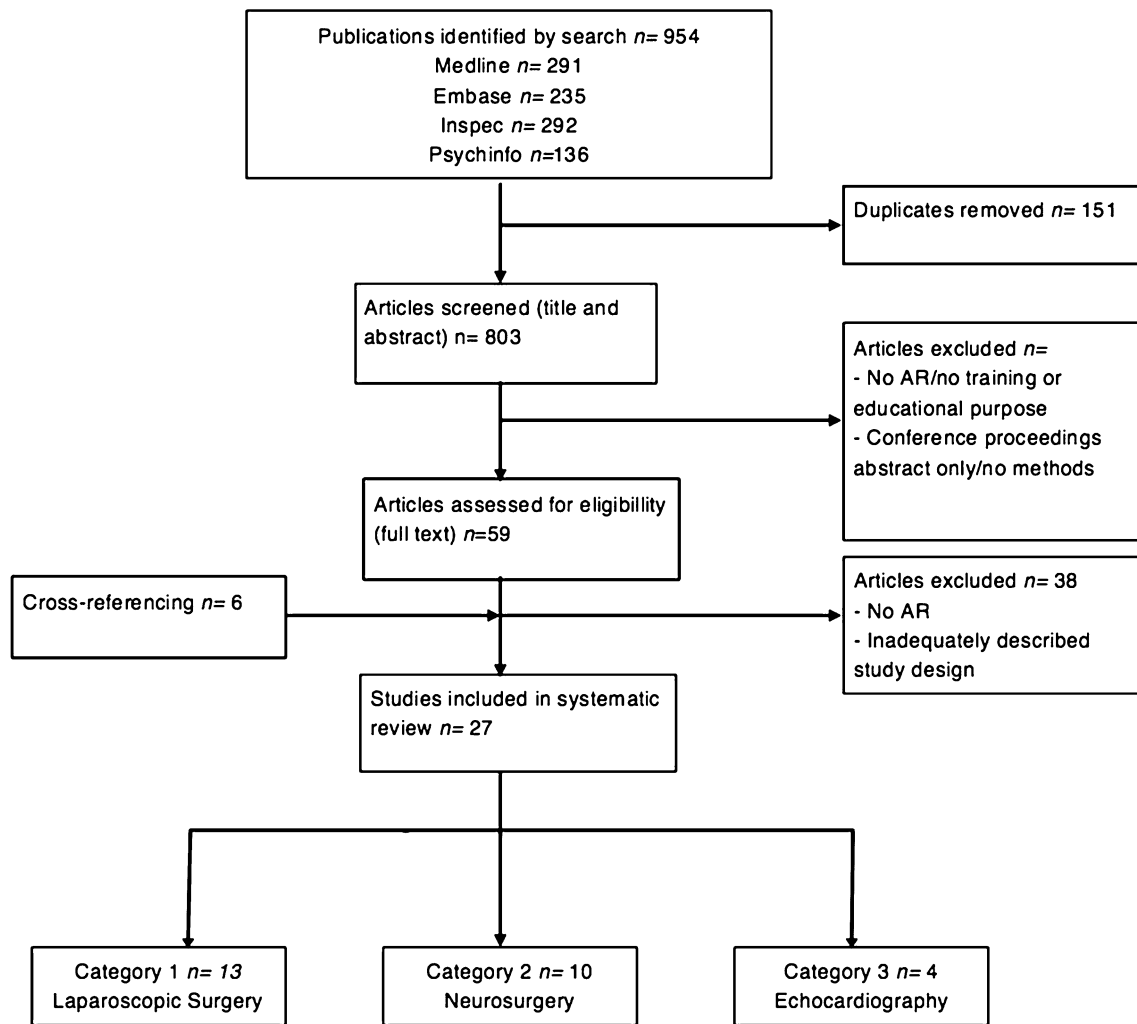 Publications identified by search n= 954
Medline n= 291
Embase n= 235
Inspec n= 292
Psychinfo n=136
Duplicates removed n= 151
Articles screened (title and
abstract) n= 803
Articles excluded n=
- No AR/no training or
educational purpose
- Conference proceedings
abstract only/no methods
Articles assessed for eligibillity
(full text) n=59
Cross-referencing n= 6
Articles excluded n= 38
- No AR
- Inadequately described
study design
Studies included in systematic
review n= 27
Category 1 n= 13
Laparoscopic Surgery
Category 2 n= 10
Neurosurgery
Category 3 n= 4
Echocardiography